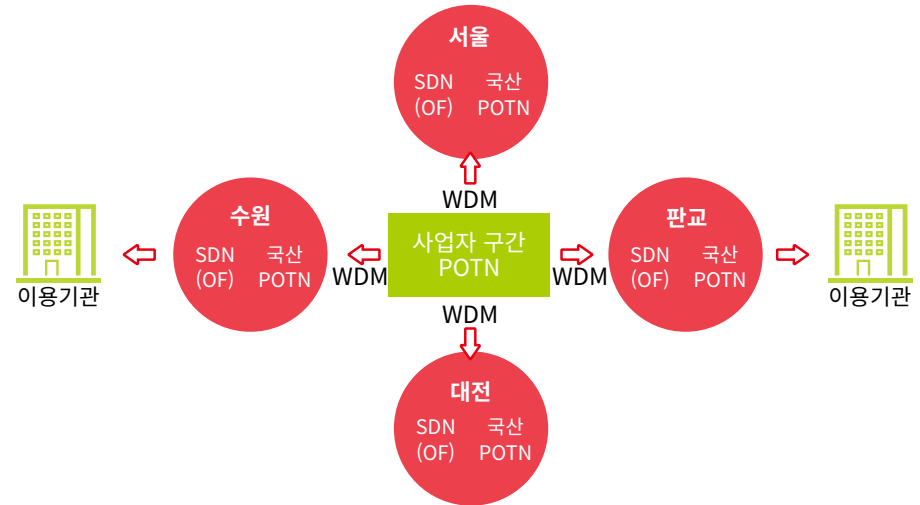 서울
SDN 국산
(OF) POTN
WDM
수원
SDN 국산
(OF) POTN
이용기관
WDM
사업자 구간
POTN
WDM
판교
SDN 국산
(OF) POTN
이용기관
WDM
대전
SDN 국산
(OF) POTN